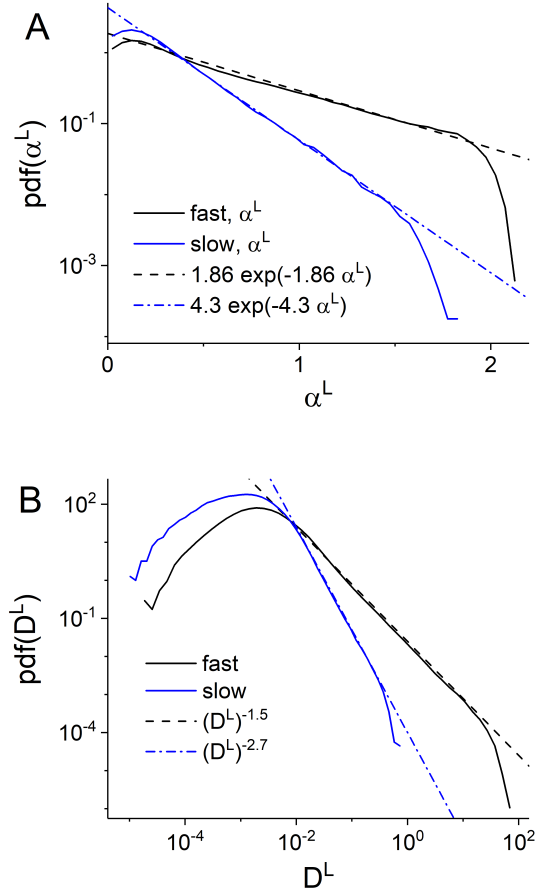 A
pdf(α^L)
10^-1
10^-3
fast, α^L
slow, α^L
1.86 exp(-1.86 α^L)
4.3 exp(-4.3 α^L)
0 1 2
α^L
B
pdf(D^L)
10^2
10^-1
10^-4
fast
slow
(D^L)^-1.5
(D^L)^-2.7
10^-4 10^-2 10^0 10^2
D^L